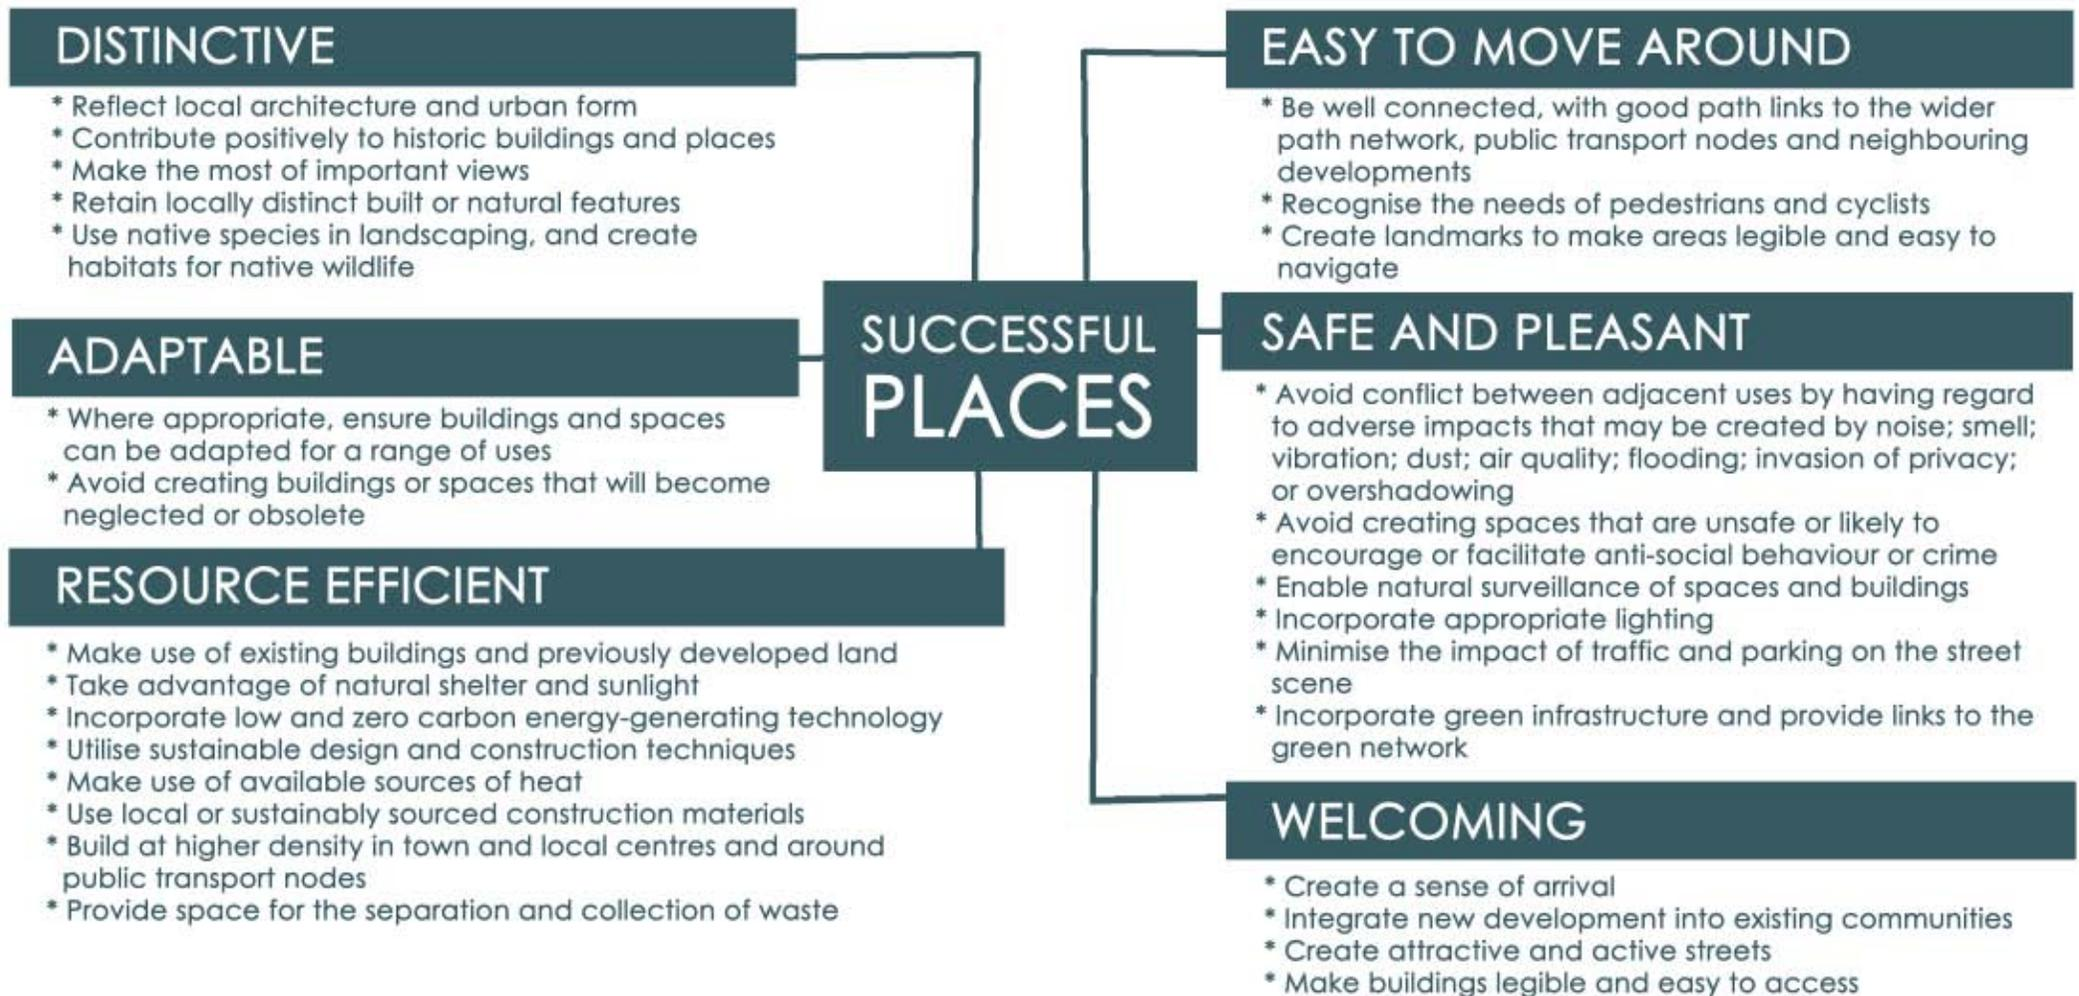 DISTINCTIVE
* Reflect local architecture and urban form
* Contribute positively to historic buildings and places
* Make the most of important views
* Retain locally distinct built or natural features
* Use native species in landscaping, and create
habitats for native wildlife
ADAPTABLE
* Where appropriate, ensure buildings and spaces
can be adapted for a range of uses
* Avoid creating buildings or spaces that will become
neglected or obsolete
RESOURCE EFFICIENT
* Make use of existing buildings and previously developed land
* Take advantage of natural shelter and sunlight
* Incorporate low and zero carbon energy-generating technology
* Utilise sustainable design and construction techniques
* Make use of available sources of heat
* Use local or sustainably sourced construction materials
* Build at higher density in town and local centres and around
public transport nodes
* Provide space for the separation and collection of waste
SUCCESSFUL
PLACES
EASY TO MOVE AROUND
* Be well connected, with good path links to the wider
path network, public transport nodes and neighbouring
developments
* Recognise the needs of pedestrians and cyclists
* Create landmarks to make areas legible and easy to
navigate
SAFE AND PLEASANT
* Avoid conflict between adjacent uses by having regard
to adverse impacts that may be created by noise; smell;
vibration; dust; air quality; flooding; invasion of privacy;
or overshadowing
* Avoid creating spaces that are unsafe or likely to
encourage or facilitate anti-social behaviour or crime
* Enable natural surveillance of spaces and buildings
* Incorporate appropriate lighting
* Minimise the impact of traffic and parking on the street
scene
* Incorporate green infrastructure and provide links to the
green network
WELCOMING
* Create a sense of arrival
* Integrate new development into existing communities
* Create attractive and active streets
* Make buildings legible and easy to access